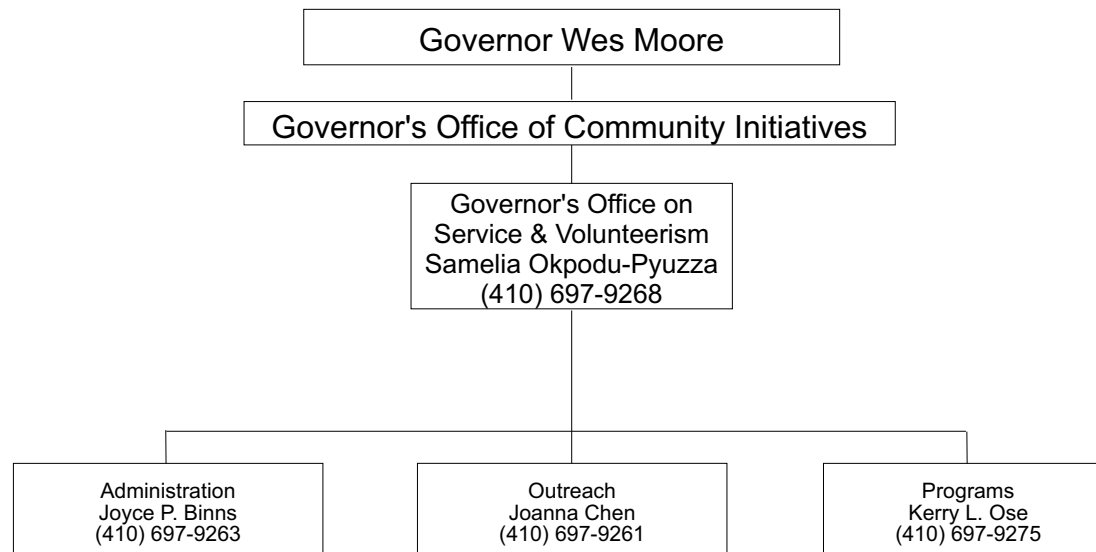 Governor Wes Moore
Governor's Office of Community Initiatives
Governor's Office on
Service & Volunteerism
Samelia Okpodu-Pyuzza
(410) 697-9268
Administration
Joyce P. Binns
(410) 697-9263
Outreach
Joanna Chen
(410) 697-9261
Programs
Kerry L. Ose
(410) 697-9275